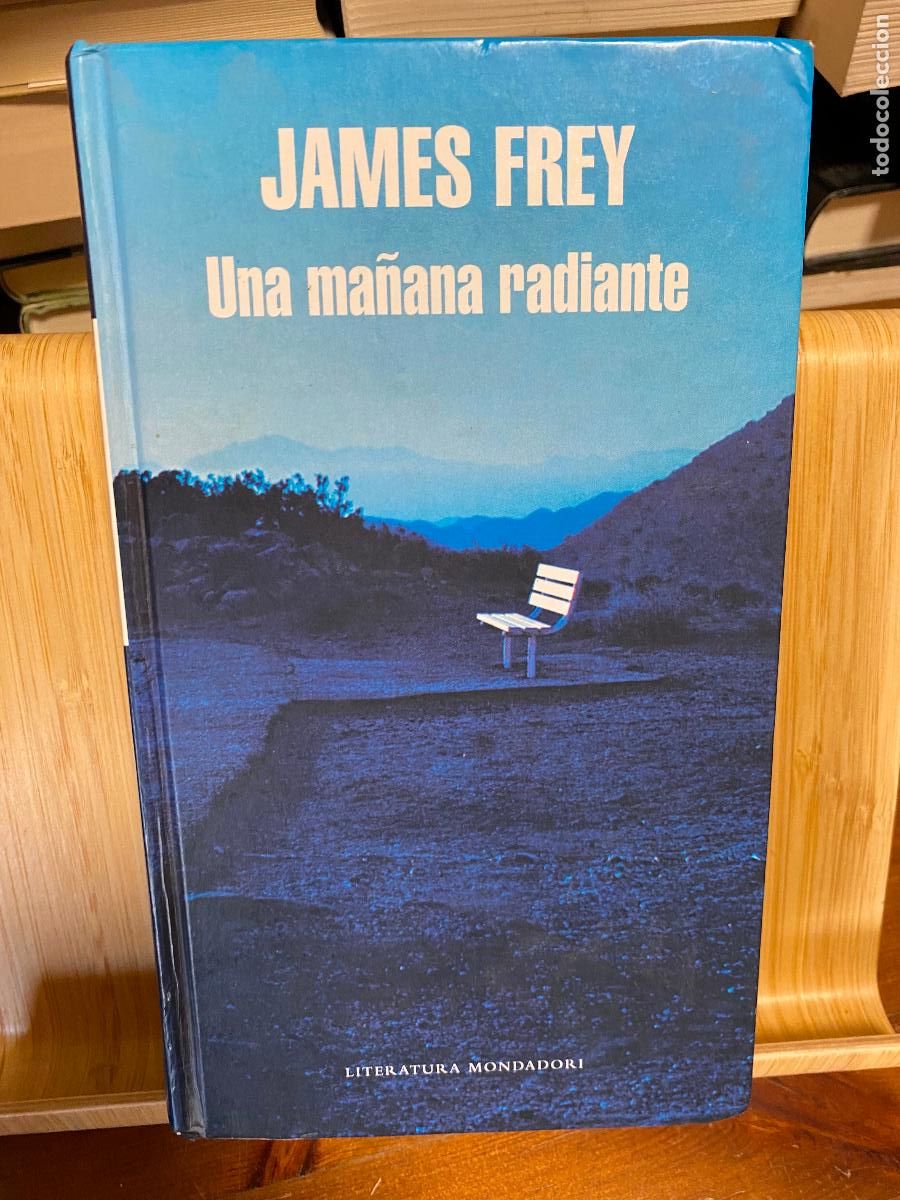 JAMES FREY
Una mañana radiante
LITERATURA MONDADORI
todocoleccion